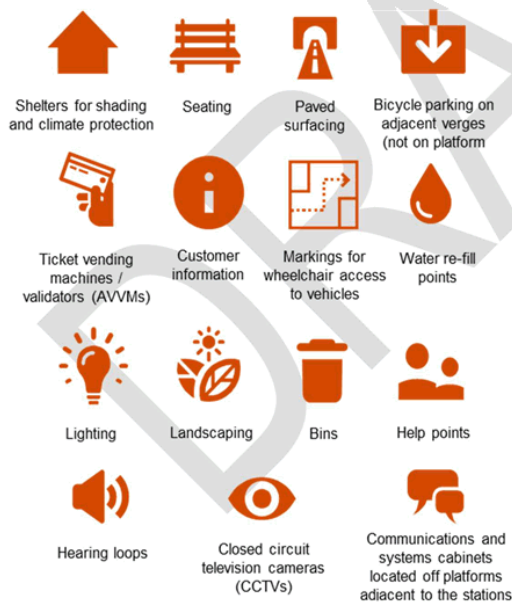 Shelters for shading
and climate protection
Seating
Paved
surfacing
Bicycle parking on
adjacent verges
(not on platform
Ticket vending
machines /
validators (AVVMs)
Customer
information
Markings for
wheelchair access
to vehicles
Water re-fill
points
Lighting
Landscaping
Bins
Help points
Hearing loops
Closed circuit
television cameras
(CCTVs)
Communications and
systems cabinets
located off platforms
adjacent to the stations